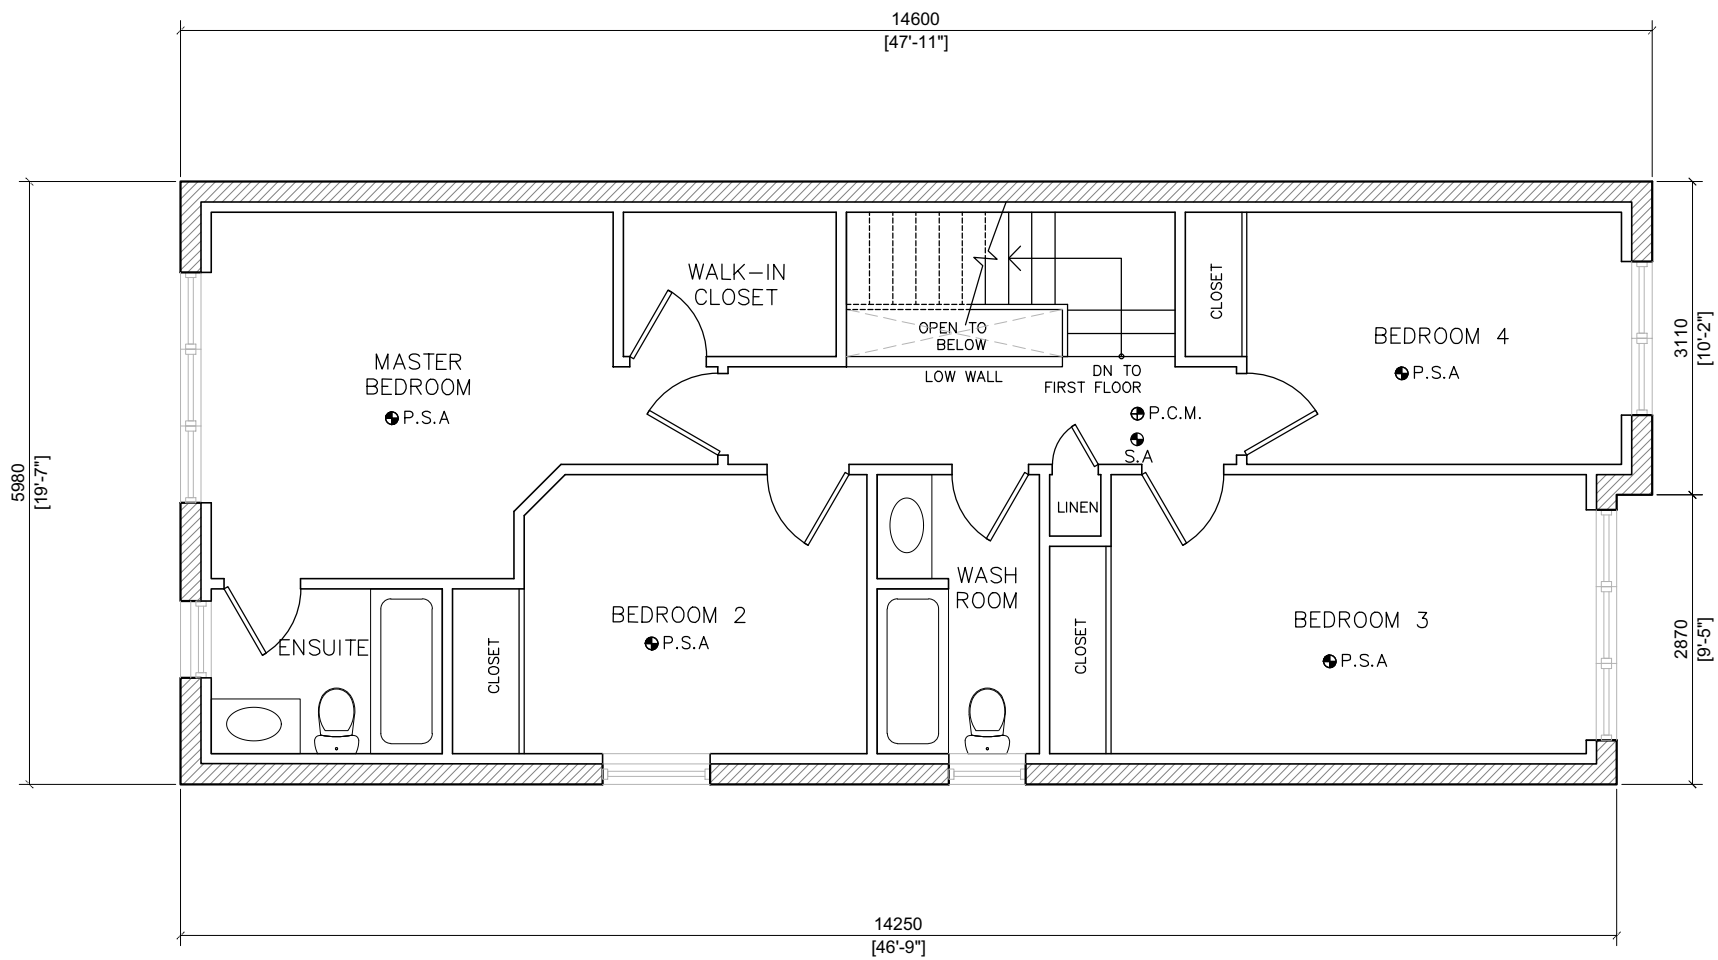 14600
[47'-11"]
WALK-IN
CLOSET
MASTER
BEDROOM
P.S.A
OPEN TO
BELOW
LOW WALL
DN TO
FIRST FLOOR
P.C.M.
S.A
CLOSET
BEDROOM 4
P.S.A
3110
[10'-2"]
5980
[19'-7"]
LINEN
WASH
ROOM
BEDROOM 2
P.S.A
ENSUITE
CLOSET
CLOSET
BEDROOM 3
P.S.A
2870
[9'-5"]
14250
[46'-9"]